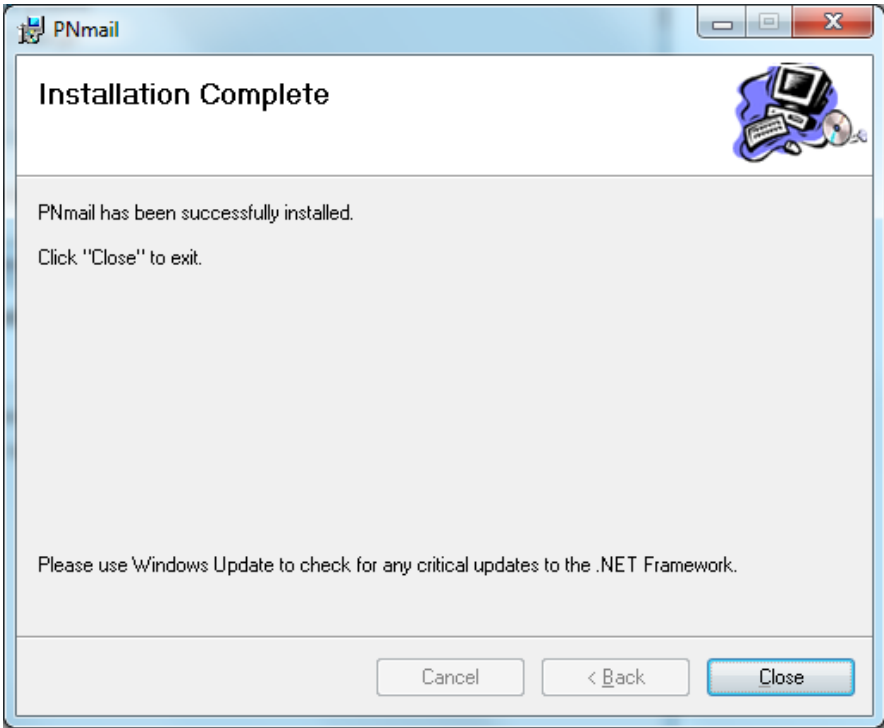 PNmail
Installation Complete
PNmail has been successfully installed.
Click "Close" to exit.
Please use Windows Update to check for any critical updates to the .NET Framework.
Cancel
< Back
Close